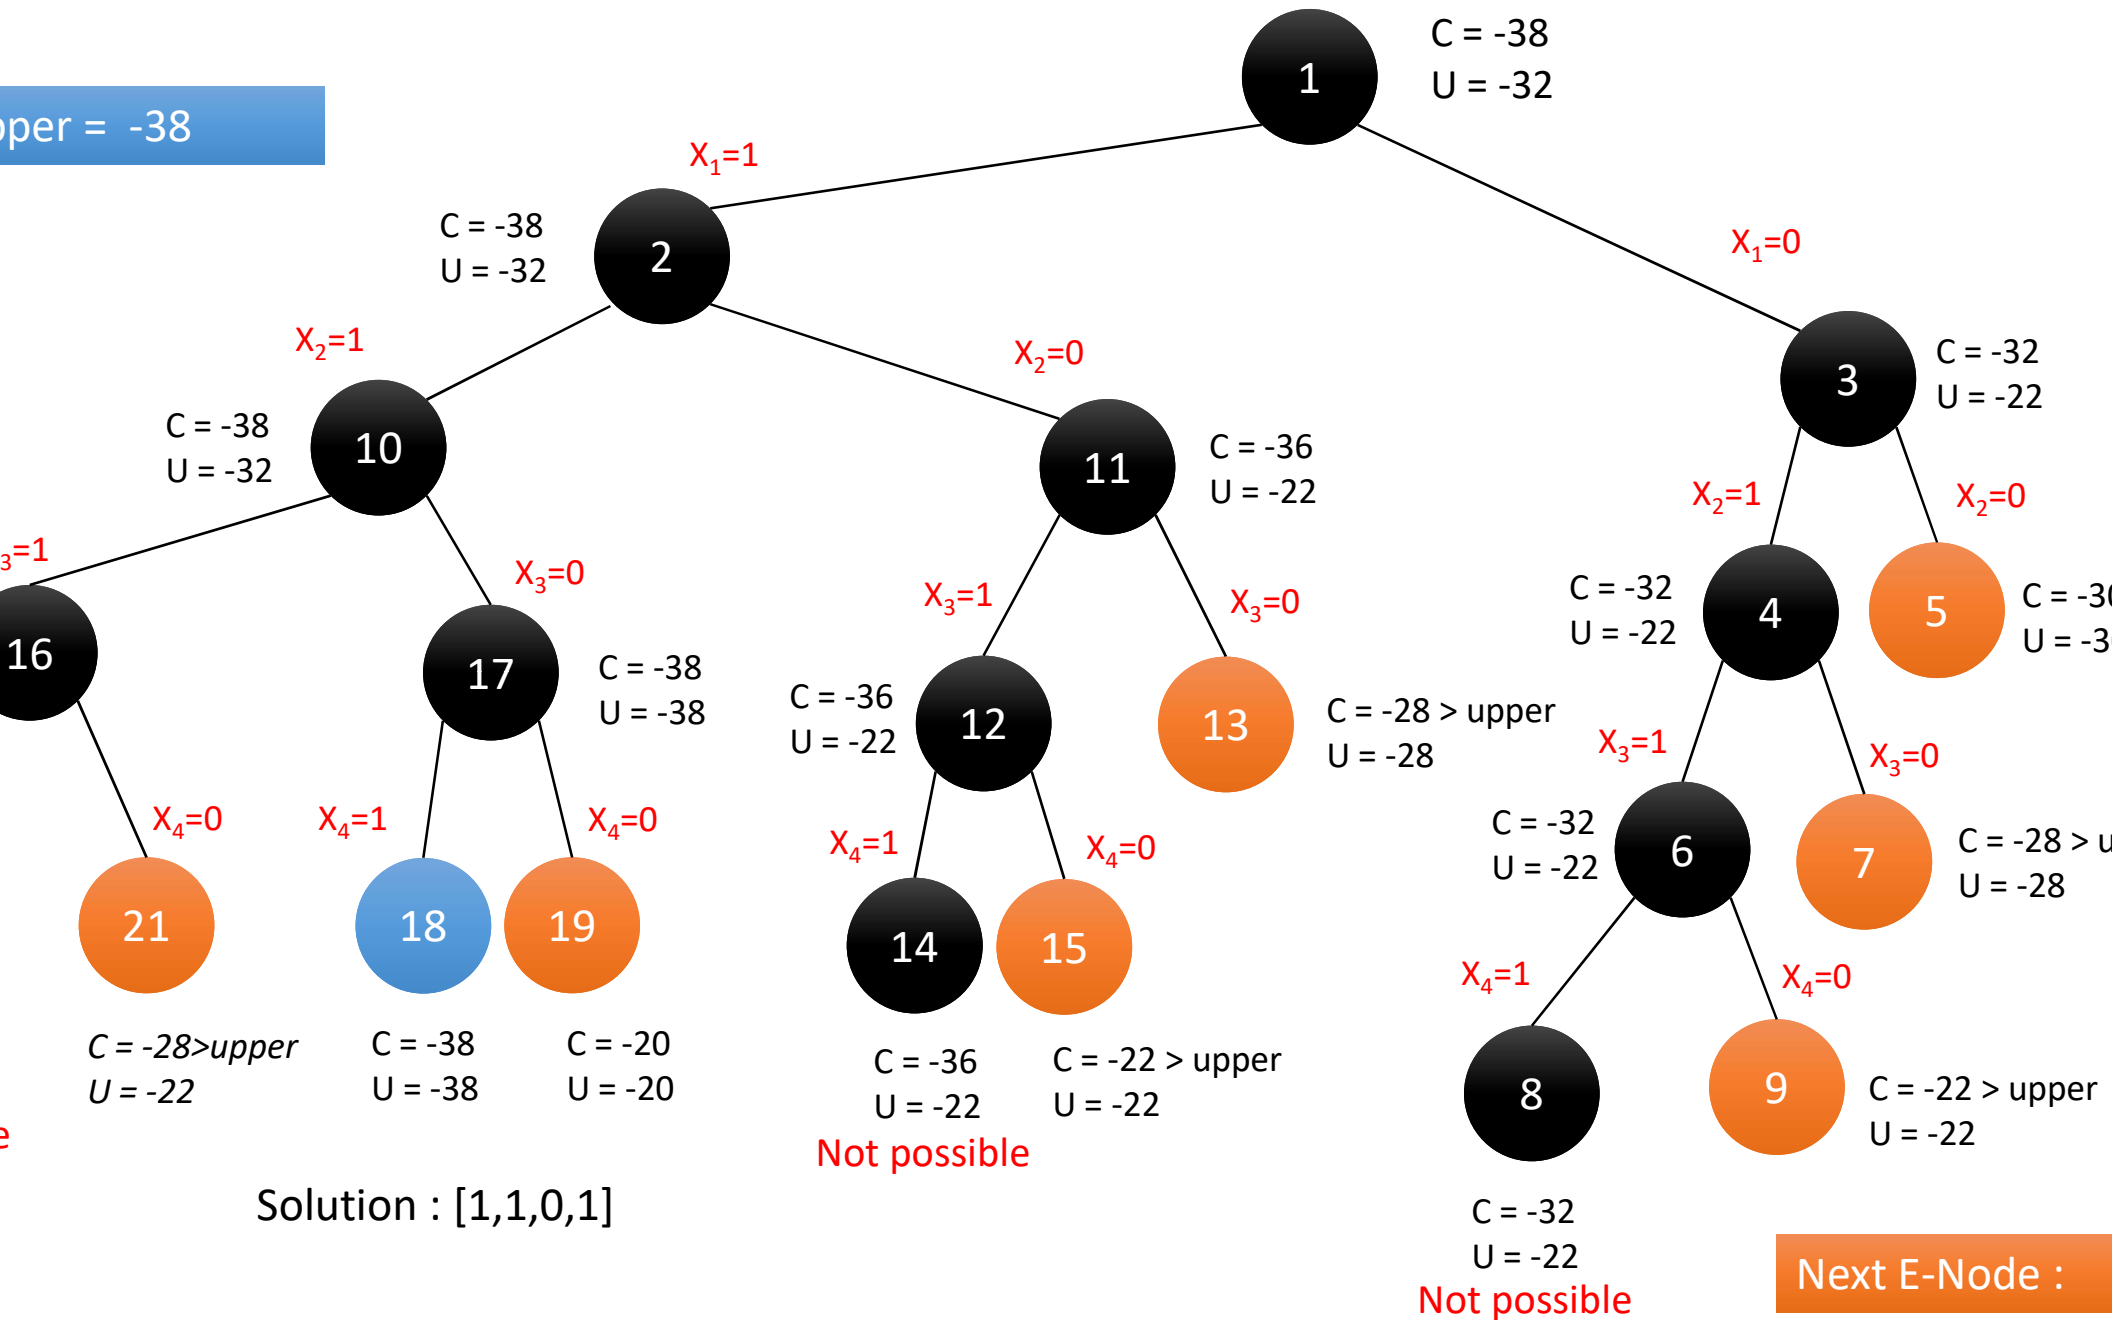 C = -38
U = -32
1
pper = -38
X₁=1
C = -38
U = -32
2
X₁=0
X₂=1
X₂=0
C = -32
U = -22
3
C = -38
U = -32
10
11
C = -36
U = -22
X₂=1
X₂=0
₃=1
X₃=0
X₃=1
X₃=0
C = -32
U = -22
4
5
C = -30
U = -3
16
17
C = -38
U = -38
C = -36
U = -22
12
13
C = -28 > upper
U = -28
X₃=1
X₃=0
X₄=0
X₄=1
X₄=0
X₄=1
X₄=0
C = -32
U = -22
6
7
C = -28 > u
U = -28
21
18
19
14
15
X₄=1
X₄=0
C = -28>upper
U = -22
C = -38
U = -38
C = -20
U = -20
C = -36
U = -22
Not possible
C = -22 > upper
U = -22
8
9
C = -22 > upper
U = -22
e
Solution : [1,1,0,1]
C = -32
U = -22
Not possible
Next E-Node :